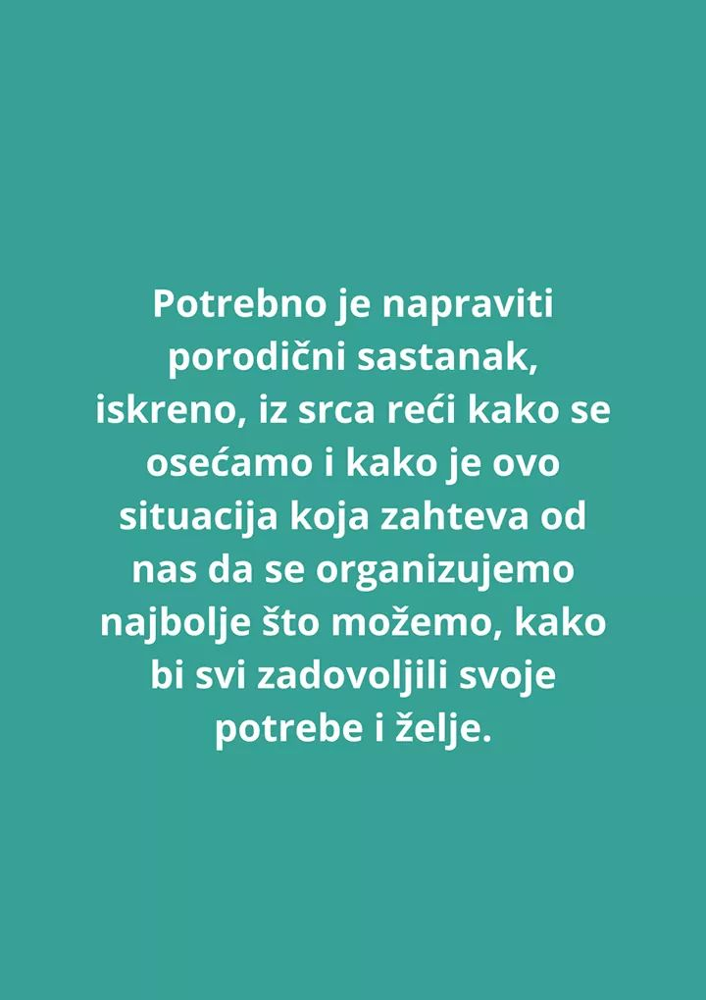 Potrebno je napraviti
porodični sastanak,
iskreno, iz srca reći kako se
osećamo i kako je ovo
situacija koja zahteva od
nas da se organizujemo
najbolje što možemo, kako
bi svi zadovoljili svoje
potrebe i želje.